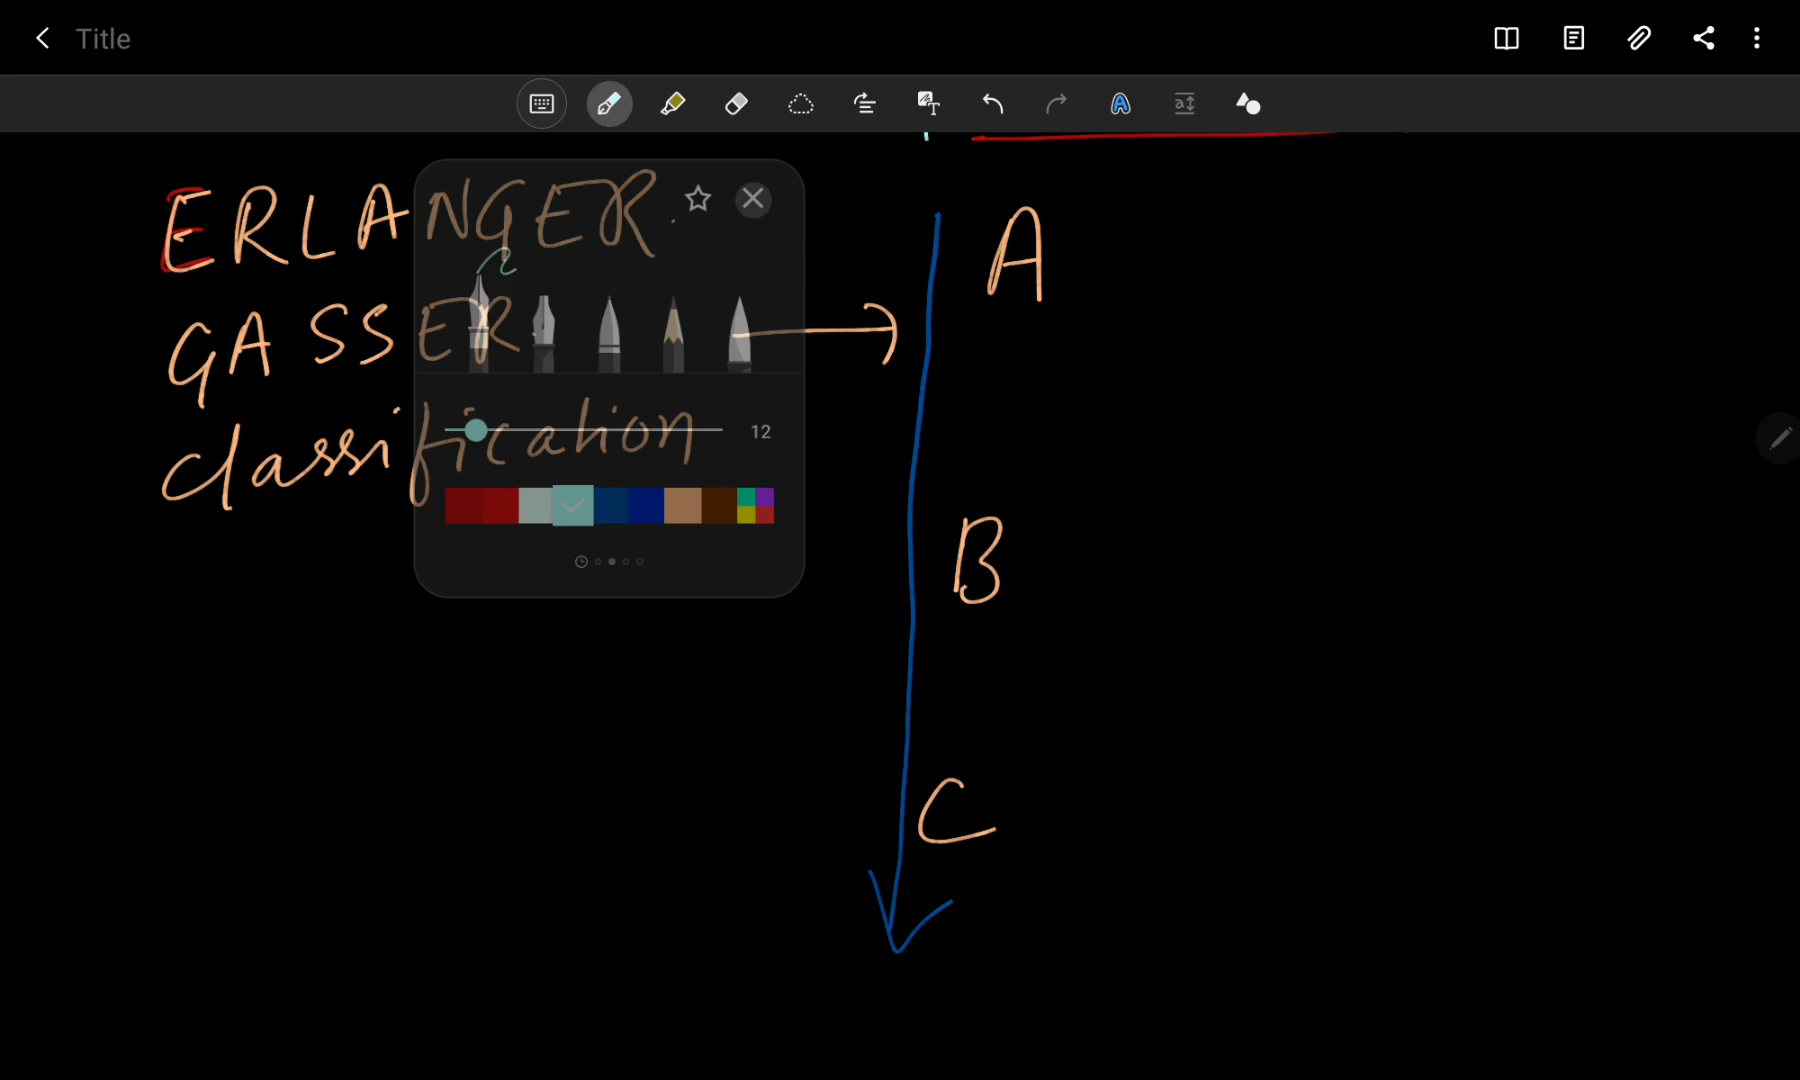 Title
ERLANGER.
GASSER
classification
12
A
B
C